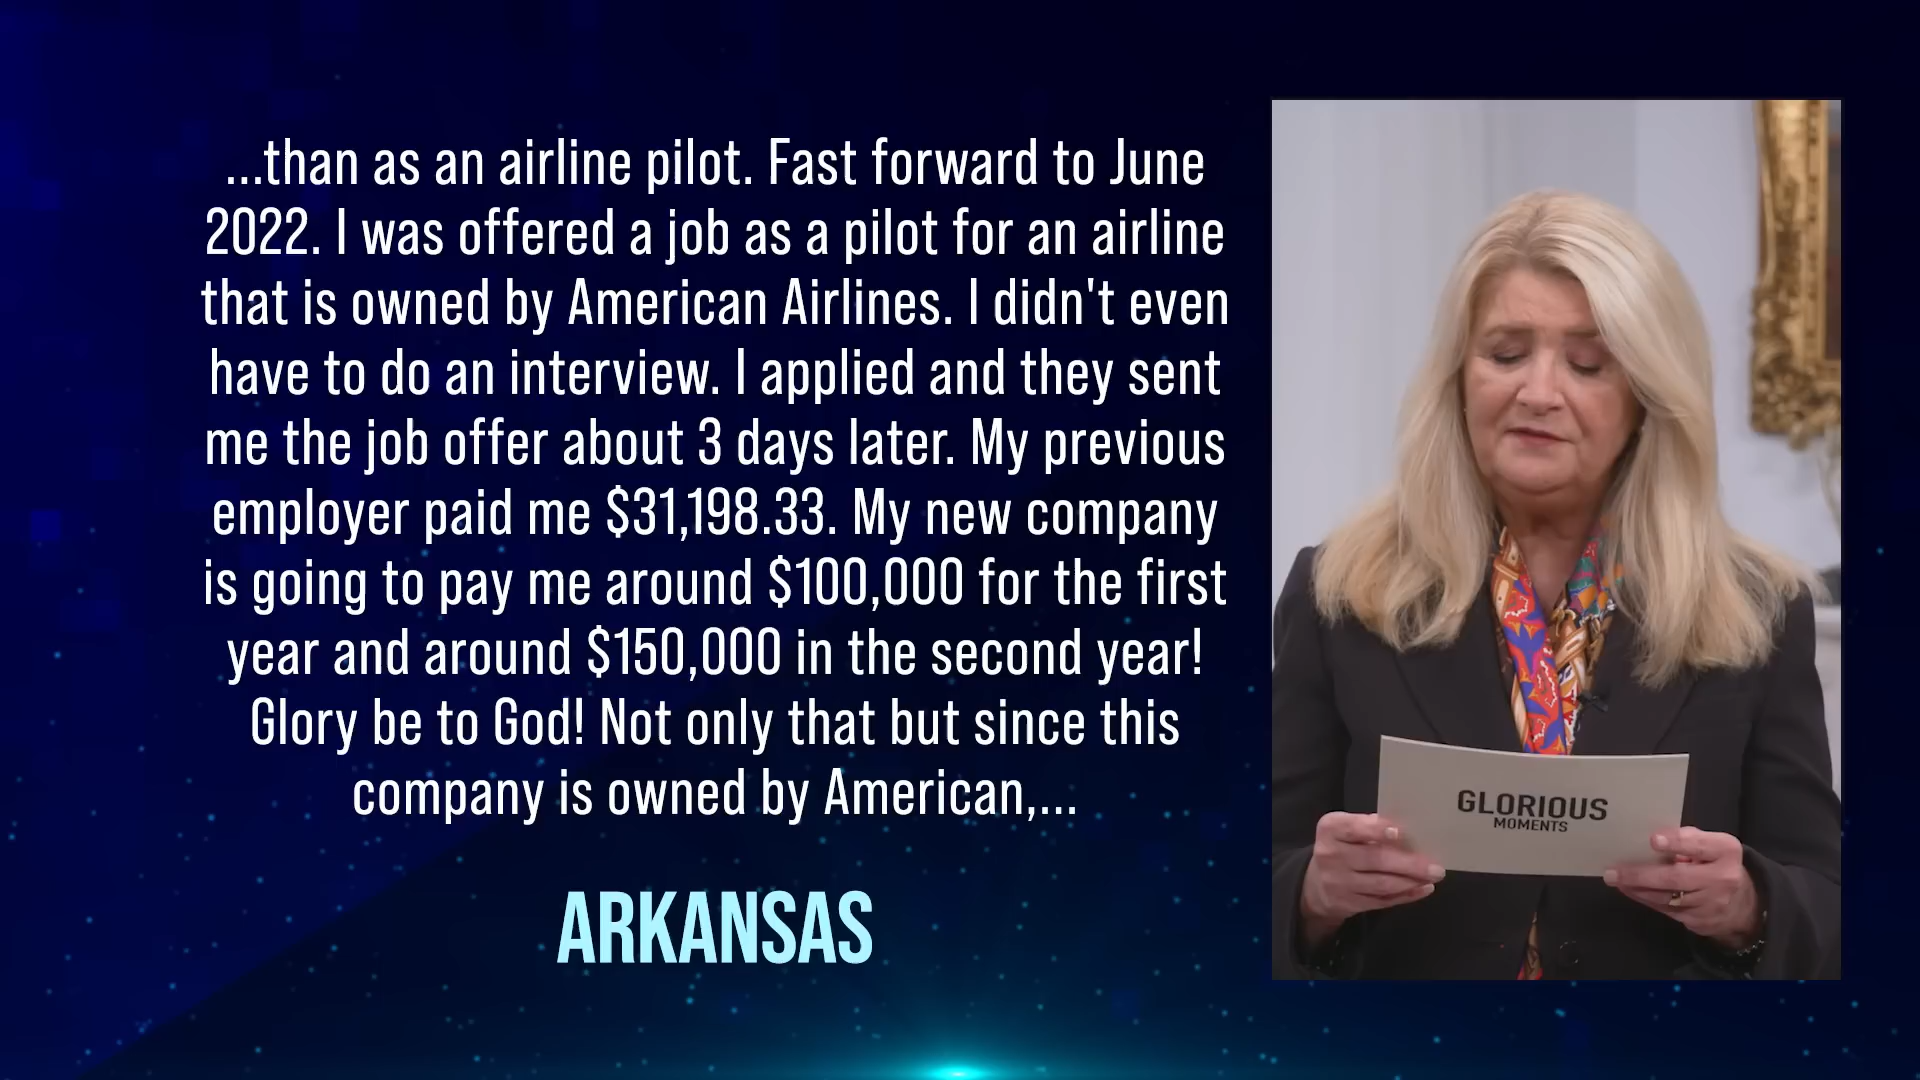 ...than as an airline pilot. Fast forward to June
2022. I was offered a job as a pilot for an airline
that is owned by American Airlines. I didn't even
have to do an interview. I applied and they sent
me the job offer about 3 days later. My previous
employer paid me $31,198.33. My new company
is going to pay me around $100,000 for the first
year and around $150,000 in the second year!
Glory be to God! Not only that but since this
company is owned by American,...
ARKANSAS
GLORIOUS
MOMENTS